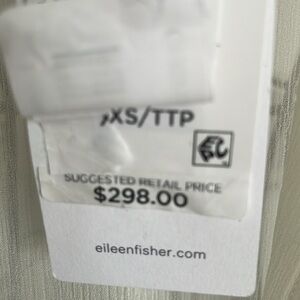 XS/TTP
SUGGESTED RETAIL PRICE
$298.00
eileenfisher.com